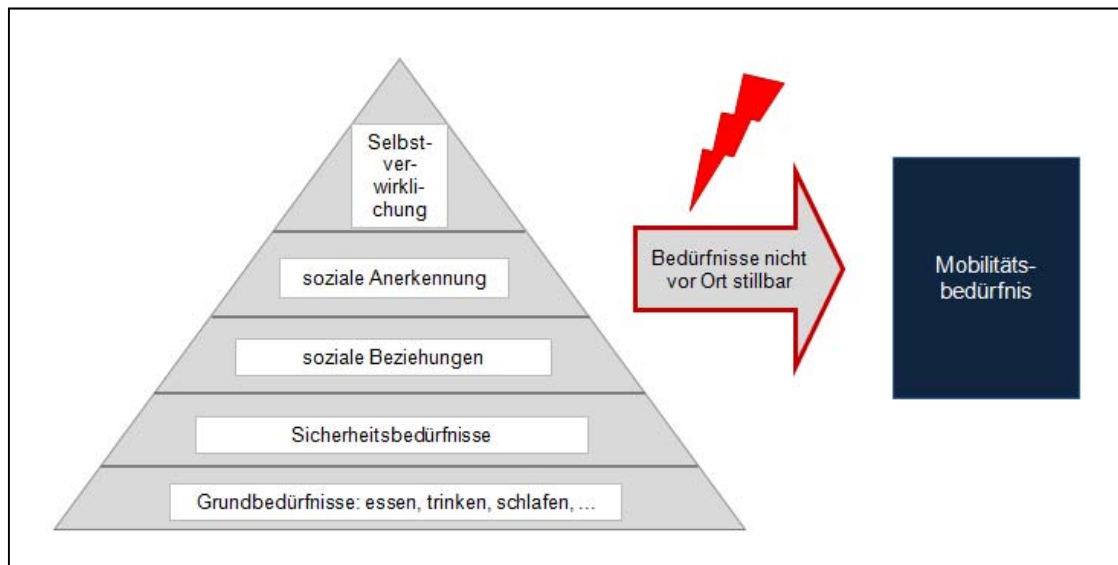 Selbst-
ver-
wirkli-
chung
soziale Anerkennung
soziale Beziehungen
Sicherheitsbedürfnisse
Grundbedürfnisse: essen, trinken, schlafen, ...
Bedürfnisse nicht
vor Ort stillbar
Mobilitäts-
bedürfnis